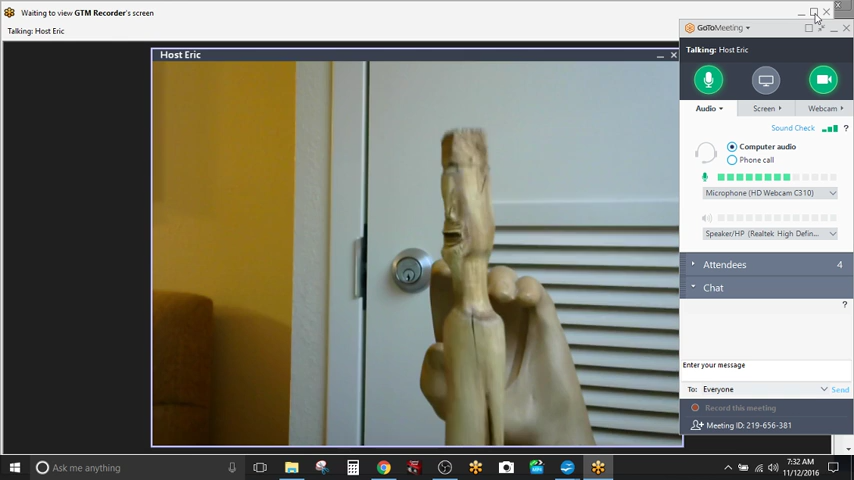 Waiting to view GTM Recorder's screen
Talking: Host Eric
Host Eric
GoToMeeting
Talking: Host Eric
Audio
Screen
Webcam
Sound Check
?
Computer audio
Phone call
Microphone (HD Webcam C310)
Speaker/HP (Realtek High Defin...
Attendees 4
Chat
?
Enter your message
To: Everyone
Send
Record this meeting
Meeting ID: 219-656-381
Ask me anything
7:32 AM
11/12/2016